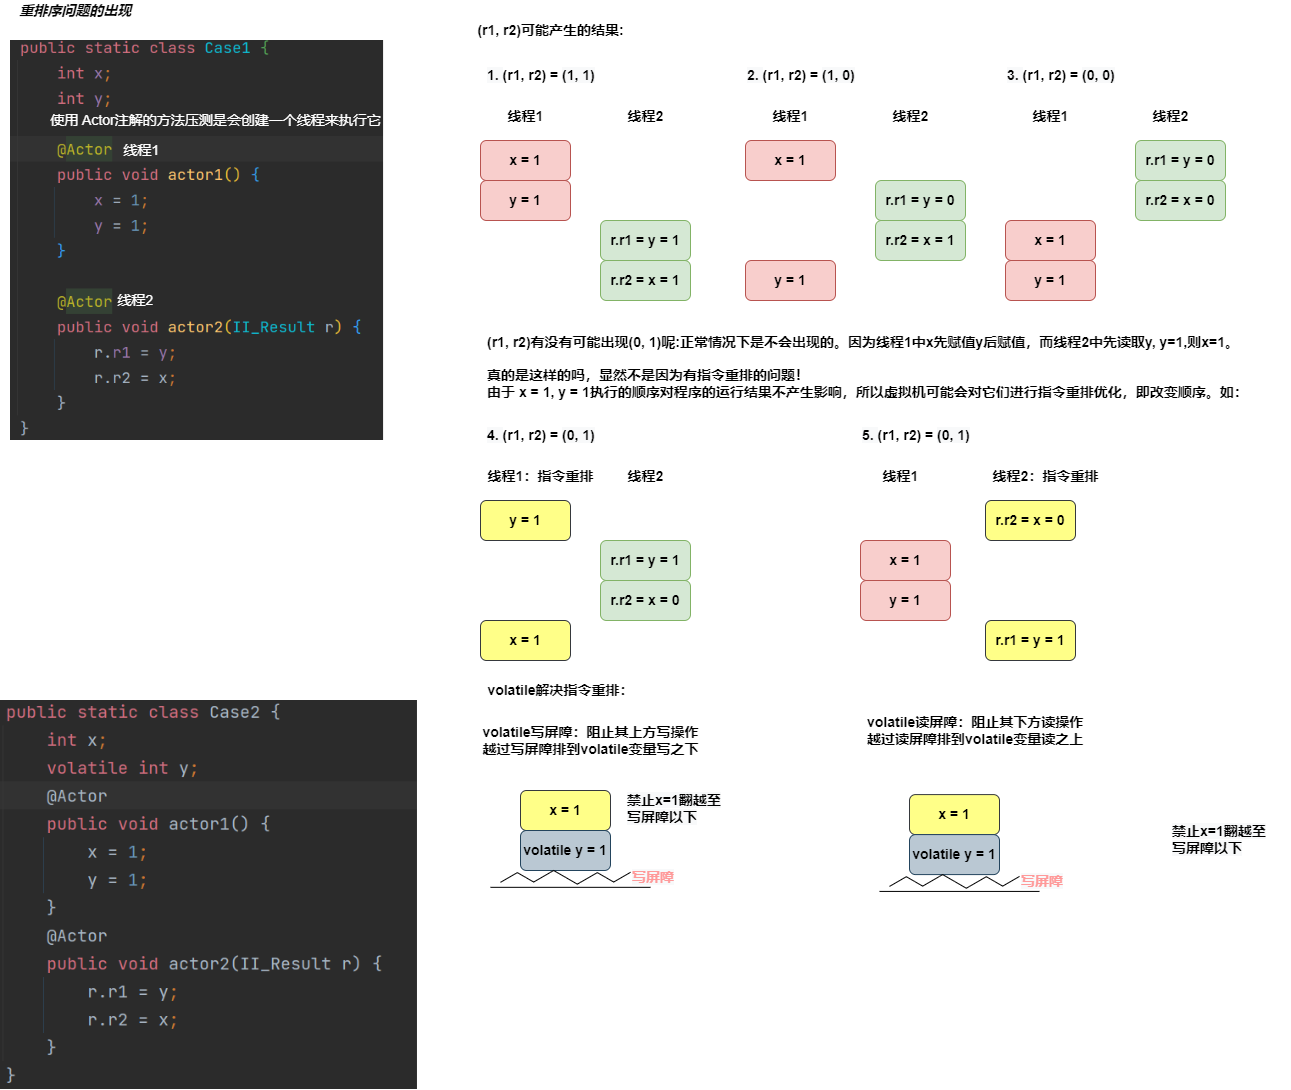 重排序问题的出现
public static class Case1 {
int x;
int y;
使用 Actor注解的方法压测是会创建一个线程来执行它
@Actor 线程1
public void actor1() {
x = 1;
y = 1;
}
@Actor 线程2
public void actor2(II_Result r) {
r.r1 = y;
r.r2 = x;
}
}
(r1, r2)可能产生的结果:
1. (r1, r2) = (1, 1)
线程1
线程2
x = 1
y = 1
r.r1 = y = 1
r.r2 = x = 1
2. (r1, r2) = (1, 0)
线程1
线程2
x = 1
r.r1 = y = 0
r.r2 = x = 1
y = 1
3. (r1, r2) = (0, 0)
线程1
线程2
r.r1 = y = 0
r.r2 = x = 0
x = 1
y = 1
(r1, r2)有没有可能出现(0, 1)呢:正常情况下是不会出现的。因为线程1中x先赋值y后赋值，而线程2中先读取y, y=1,则x=1。
真的是这样的吗，显然不是因为有指令重排的问题！
由于 x = 1, y = 1执行的顺序对程序的运行结果不产生影响，所以虚拟机可能会对它们进行指令重排优化，即改变顺序。如：
4. (r1, r2) = (0, 1)
线程1：指令重排
线程2
y = 1
r.r1 = y = 1
r.r2 = x = 0
x = 1
5. (r1, r2) = (0, 1)
线程1
线程2：指令重排
r.r2 = x = 0
x = 1
y = 1
r.r1 = y = 1
volatile解决指令重排：
volatile写屏障：阻止其上方写操作
越过写屏障排到volatile变量写之下
x = 1
volatile y = 1
写屏障
禁止x=1翻越至
写屏障以下
volatile读屏障：阻止其下方读操作
越过读屏障排到volatile变量读之上
x = 1
volatile y = 1
写屏障
禁止x=1翻越至
写屏障以下
public static class Case2 {
int x;
volatile int y;
@Actor
public void actor1() {
x = 1;
y = 1;
}
@Actor
public void actor2(II_Result r) {
r.r1 = y;
r.r2 = x;
}
}